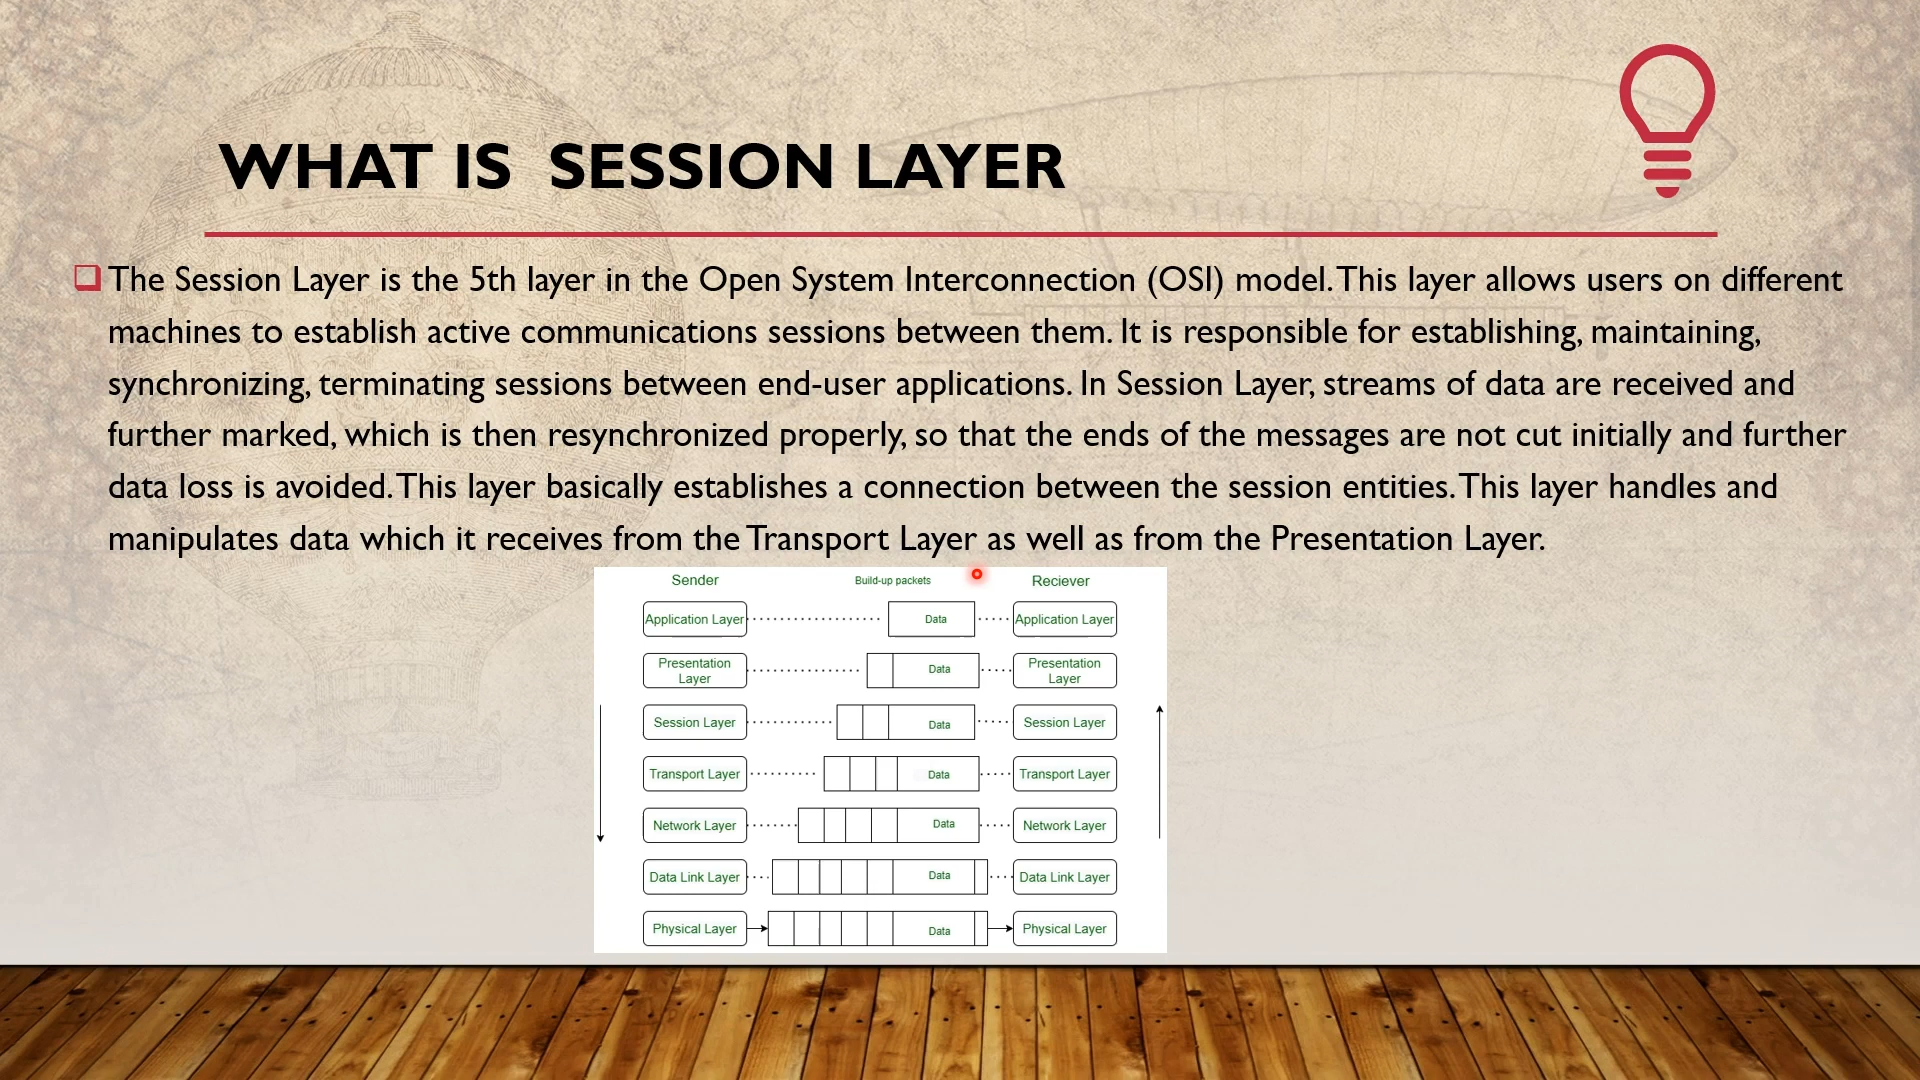 WHAT IS SESSION LAYER
The Session Layer is the 5th layer in the Open System Interconnection (OSI) model. This layer allows users on different
machines to establish active communications sessions between them. It is responsible for establishing, maintaining,
synchronizing, terminating sessions between end-user applications. In Session Layer, streams of data are received and
further marked, which is then resynchronized properly, so that the ends of the messages are not cut initially and further
data loss is avoided. This layer basically establishes a connection between the session entities. This layer handles and
manipulates data which it receives from the Transport Layer as well as from the Presentation Layer.
Sender Build-up packets Reciever
Application Layer Data Application Layer
Presentation Layer Data Presentation Layer
Session Layer Data Session Layer
Transport Layer Data Transport Layer
Network Layer Data Network Layer
Data Link Layer Data Data Link Layer
Physical Layer Data Physical Layer